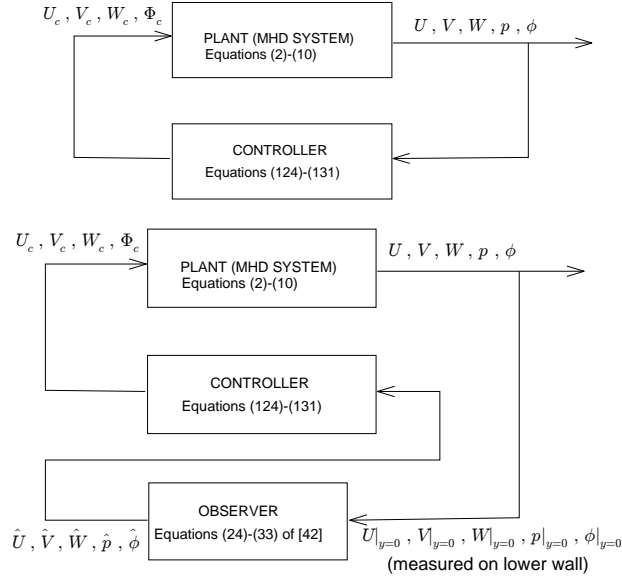 U_c , V_c , W_c , Φ_c
PLANT (MHD SYSTEM)
Equations (2)-(10)
U , V , W , p , ϕ
CONTROLLER
Equations (124)-(131)
U_c , V_c , W_c , Φ_c
PLANT (MHD SYSTEM)
Equations (2)-(10)
U , V , W , p , ϕ
CONTROLLER
Equations (124)-(131)
OBSERVER
Equations (24)-(33) of [42]
Û , V̂ , Ŵ , p̂ , ϕ̂
U|_{y=0} , V|_{y=0} , W|_{y=0} , p|_{y=0} , ϕ|_{y=0}
(measured on lower wall)